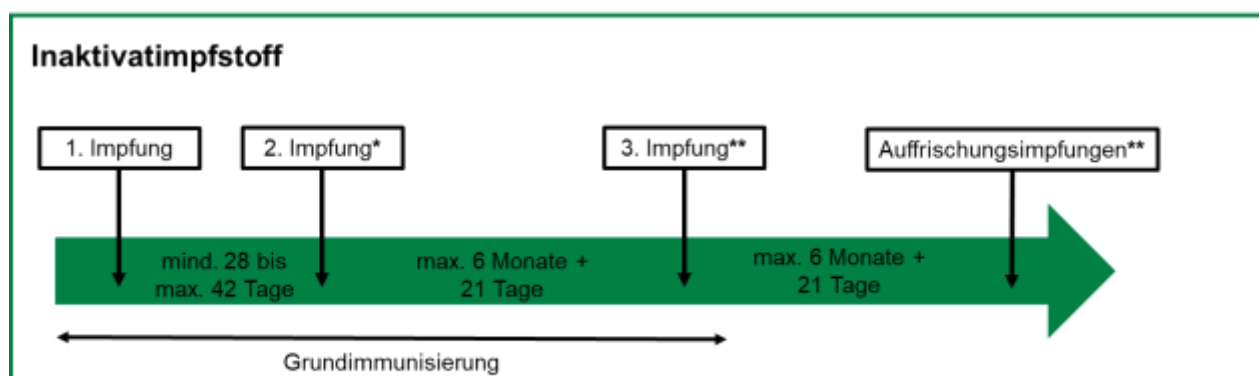 Inaktivatimpfstoff
1. Impfung
2. Impfung*
3. Impfung**
Auffrischungsimpfungen**
mind. 28 bis
max. 42 Tage
max. 6 Monate +
21 Tage
max. 6 Monate +
21 Tage
Grundimmunisierung